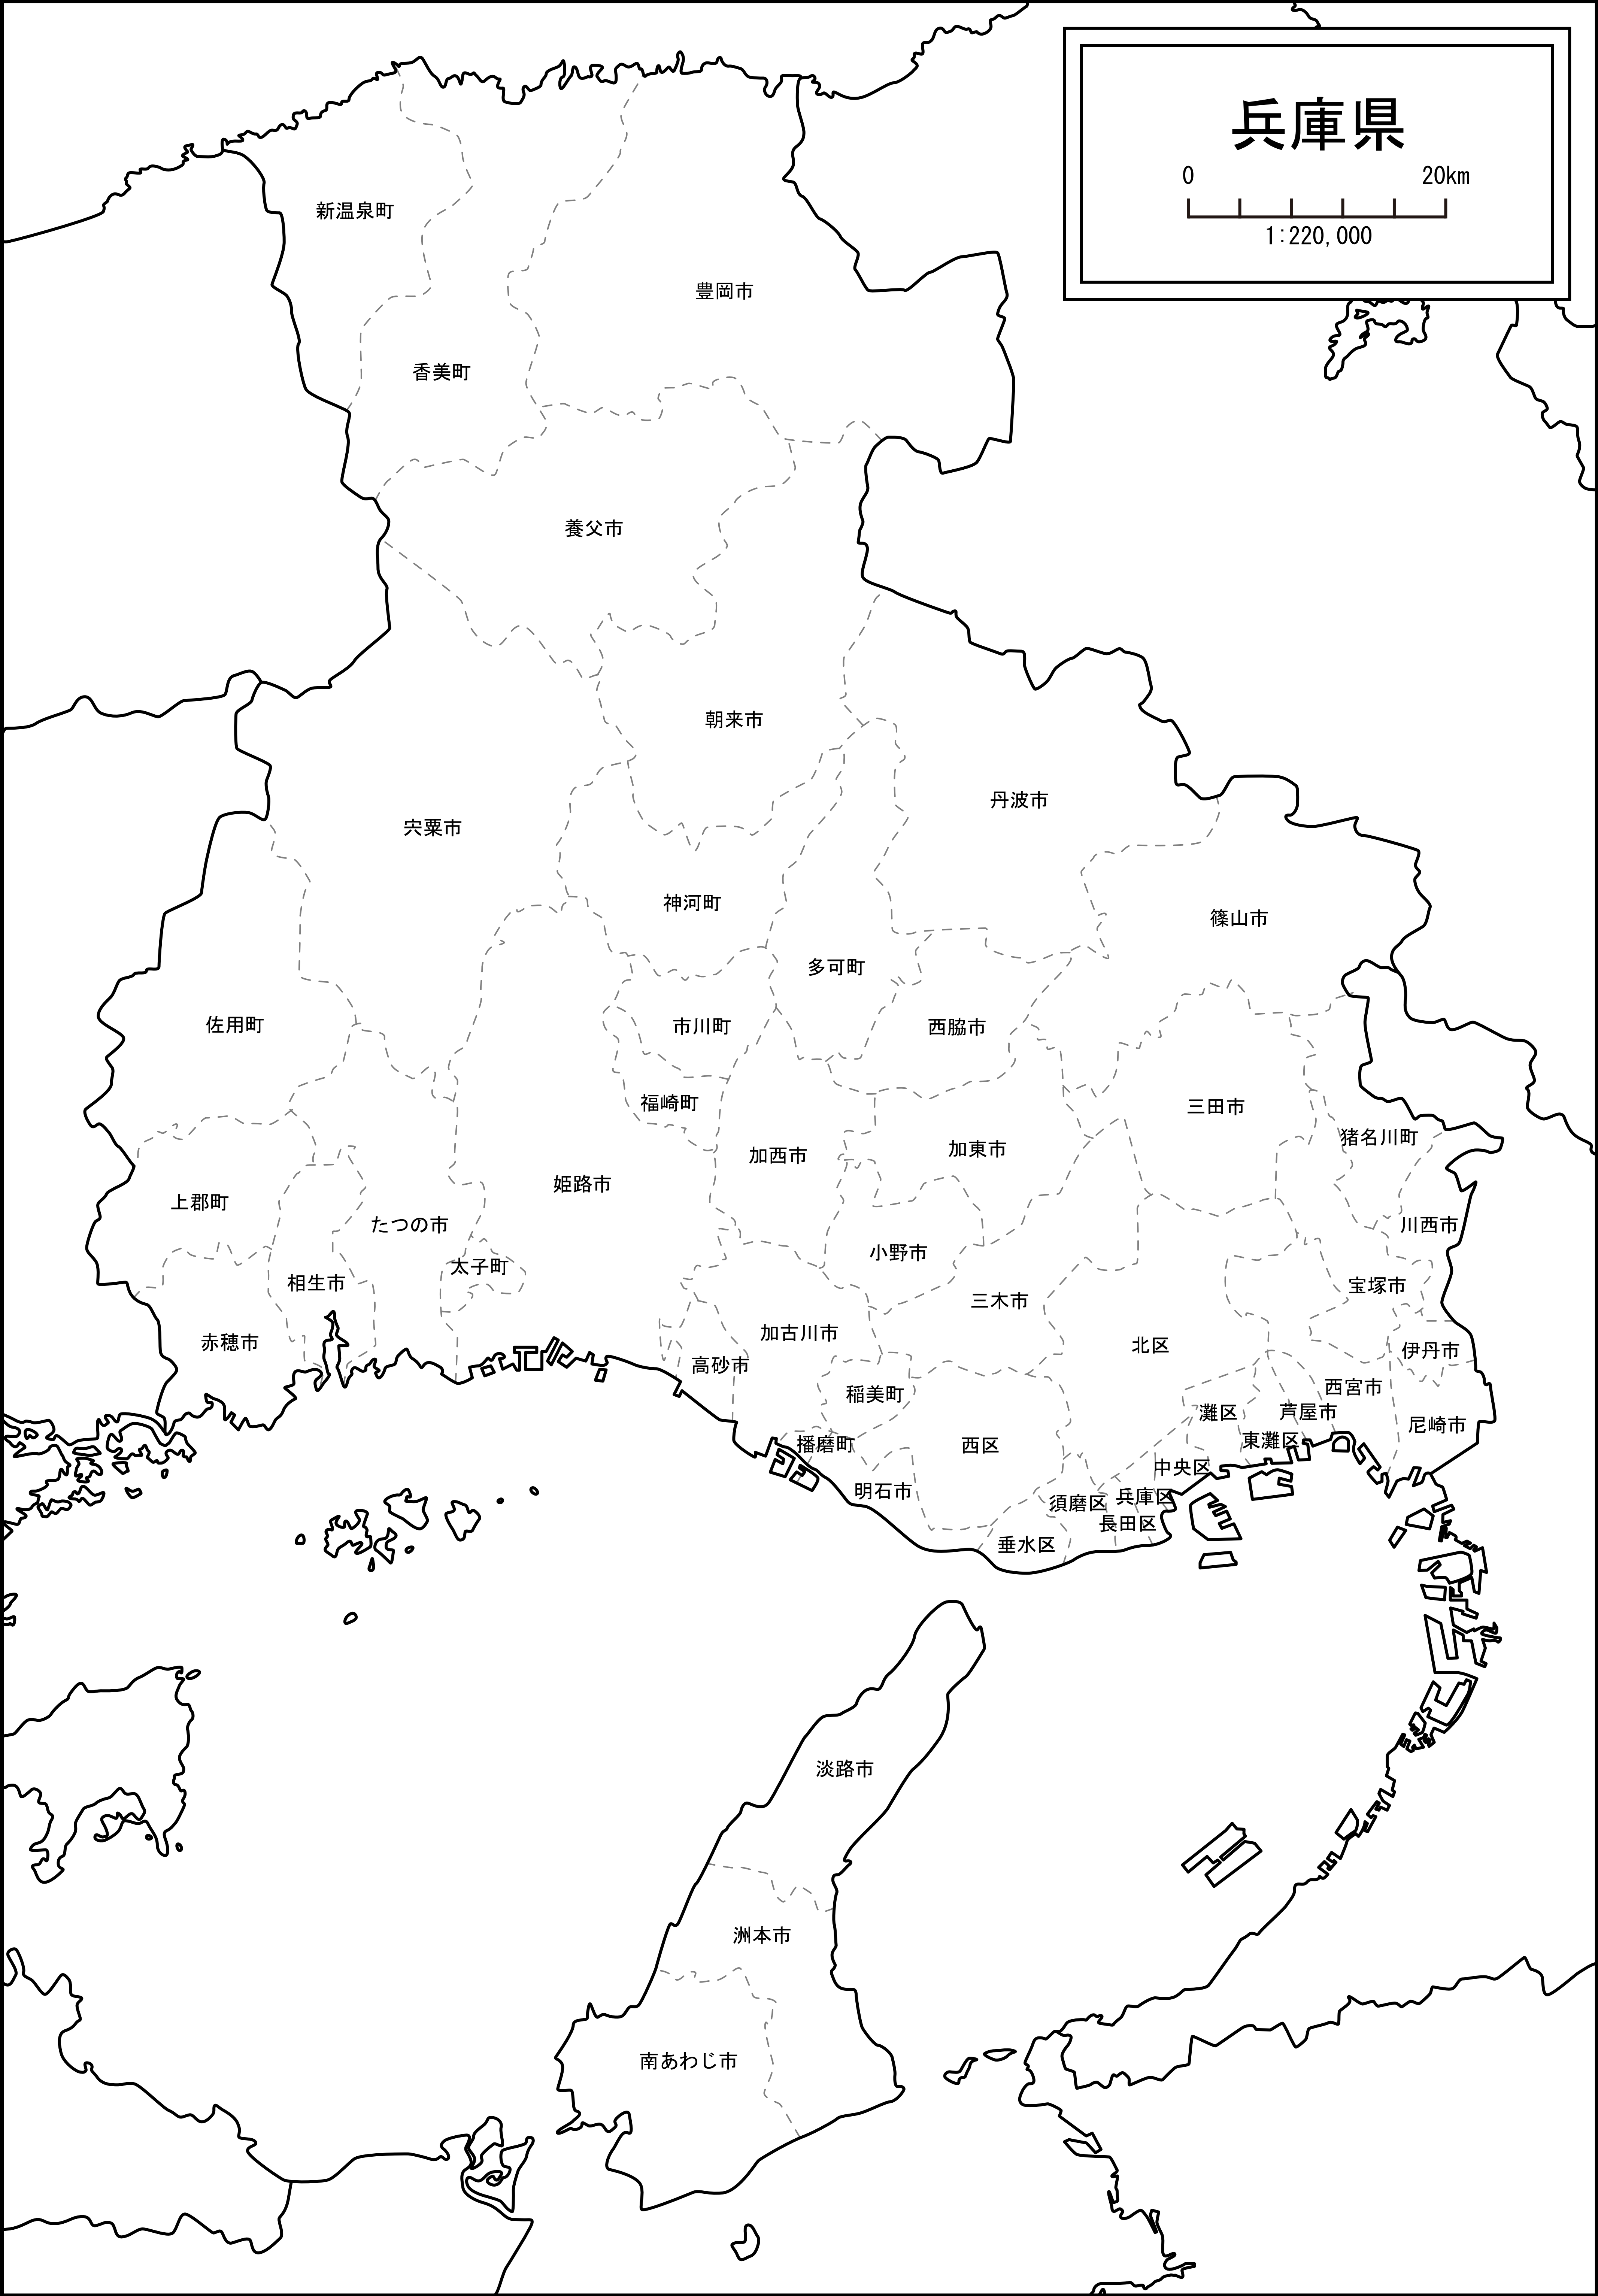 兵庫県
0 20km
1:220,000
新温泉町
豊岡市
香美町
養父市
朝来市
丹波市
宍粟市
神河町
篠山市
多可町
佐用町
市川町
西脇市
福崎町
三田市
猪名川町
加西市
加東市
姫路市
上郡町
たつの市
川西市
小野市
太子町
相生市
宝塚市
三木市
加古川市
赤穂市
北区
伊丹市
高砂市
西宮市
稲美町
灘区
芦屋市
尼崎市
播磨町
西区
東灘区
中央区
明石市
須磨区
兵庫区
長田区
垂水区
淡路市
洲本市
南あわじ市